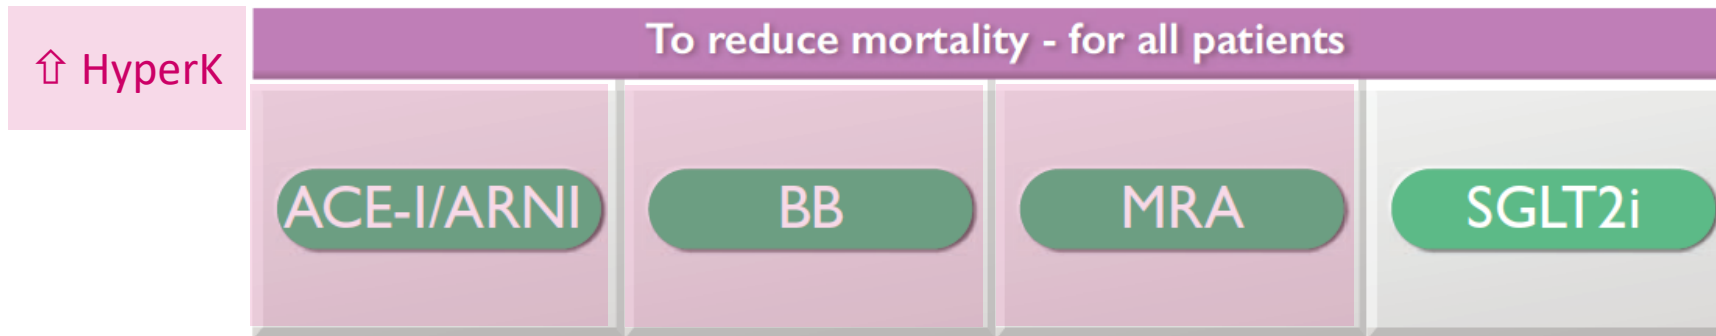 ⇧ HyperK
To reduce mortality - for all patients
ACE-I/ARNI
BB
MRA
SGLT2i